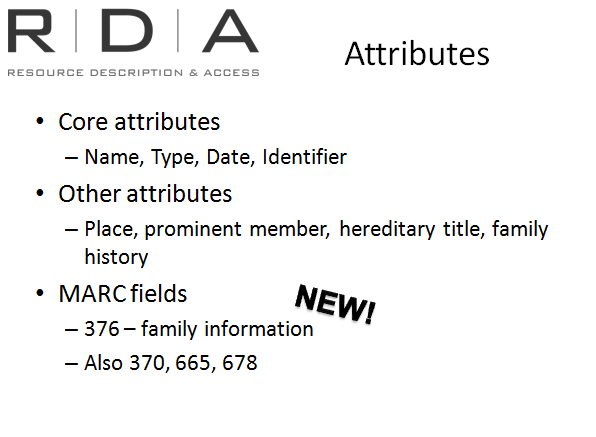 R | D | A
RESOURCE DESCRIPTION & ACCESS
Attributes
• Core attributes
– Name, Type, Date, Identifier
• Other attributes
– Place, prominent member, hereditary title, family
history
• MARC fields
NEW!
– 376 – family information
– Also 370, 665, 678